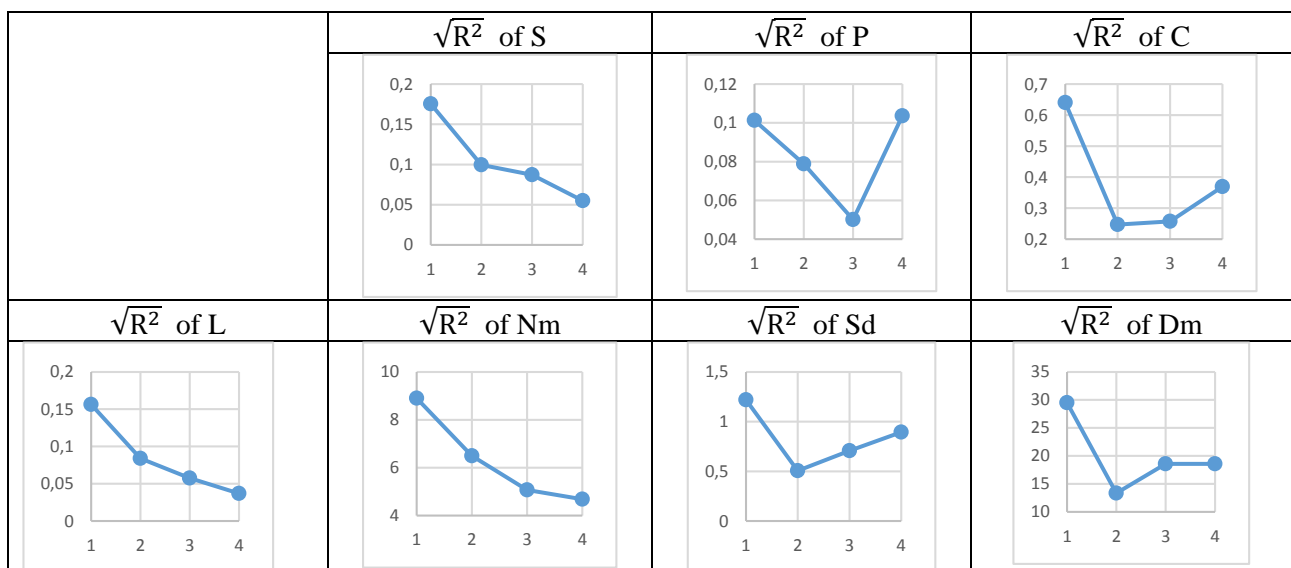 √R² of S
√R² of P
√R² of C
0,2
0,15
0,1
0,05
0
1 2 3 4
0,12
0,1
0,08
0,06
0,04
1 2 3 4
0,7
0,6
0,5
0,4
0,3
0,2
1 2 3 4
√R² of L
√R² of Nm
√R² of Sd
√R² of Dm
0,2
0,15
0,1
0,05
0
1 2 3 4
10
8
6
4
1 2 3 4
1,5
1
0,5
0
1 2 3 4
35
30
25
20
15
10
1 2 3 4